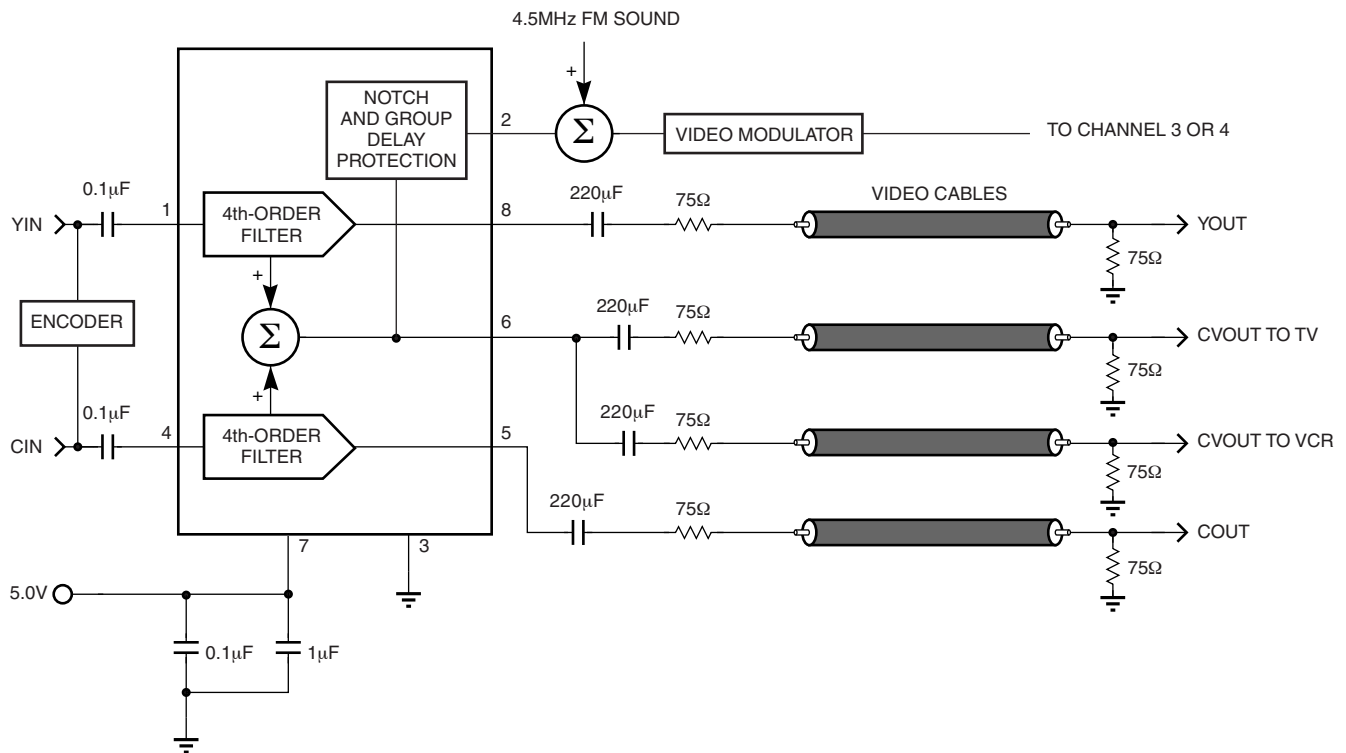 4.5MHz FM SOUND
+
NOTCH
AND GROUP
DELAY
PROTECTION
2
Σ
VIDEO MODULATOR
TO CHANNEL 3 OR 4
0.1μF
YIN
1
4th-ORDER
FILTER
8
220μF
75Ω
VIDEO CABLES
YOUT
75Ω
+
ENCODER
Σ
6
220μF
75Ω
CVOUT TO TV
75Ω
+
0.1μF
CIN
4
4th-ORDER
FILTER
5
220μF
75Ω
CVOUT TO VCR
75Ω
220μF
75Ω
COUT
75Ω
7
3
5.0V
0.1μF
1μF